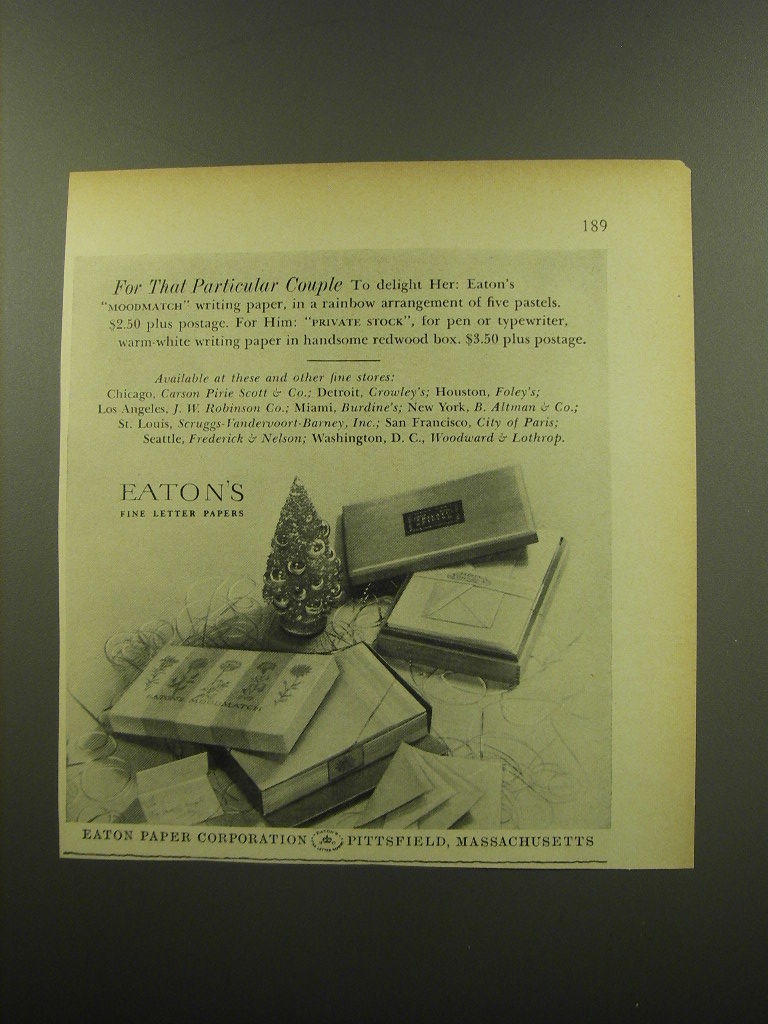 189
For That Particular Couple To delight Her: Eaton's
"MOODMATCH" writing paper, in a rainbow arrangement of five pastels.
$2.50 plus postage. For Him: "PRIVATE STOCK", for pen or typewriter,
warm-white writing paper in handsome redwood box. $3.50 plus postage.
Available at these and other fine stores:
Chicago, Carson Pirie Scott & Co.; Detroit, Crowley's; Houston, Foley's;
Los Angeles, J. W. Robinson Co.; Miami, Burdine's; New York, B. Altman & Co.;
St. Louis, Scruggs-Vandervoort-Barney, Inc.; San Francisco, City of Paris;
Seattle, Frederick & Nelson; Washington, D. C., Woodward & Lothrop.
EATON'S
FINE LETTER PAPERS
EATON'S MOODMATCH
EATON PAPER CORPORATION PITTSFIELD, MASSACHUSETTS